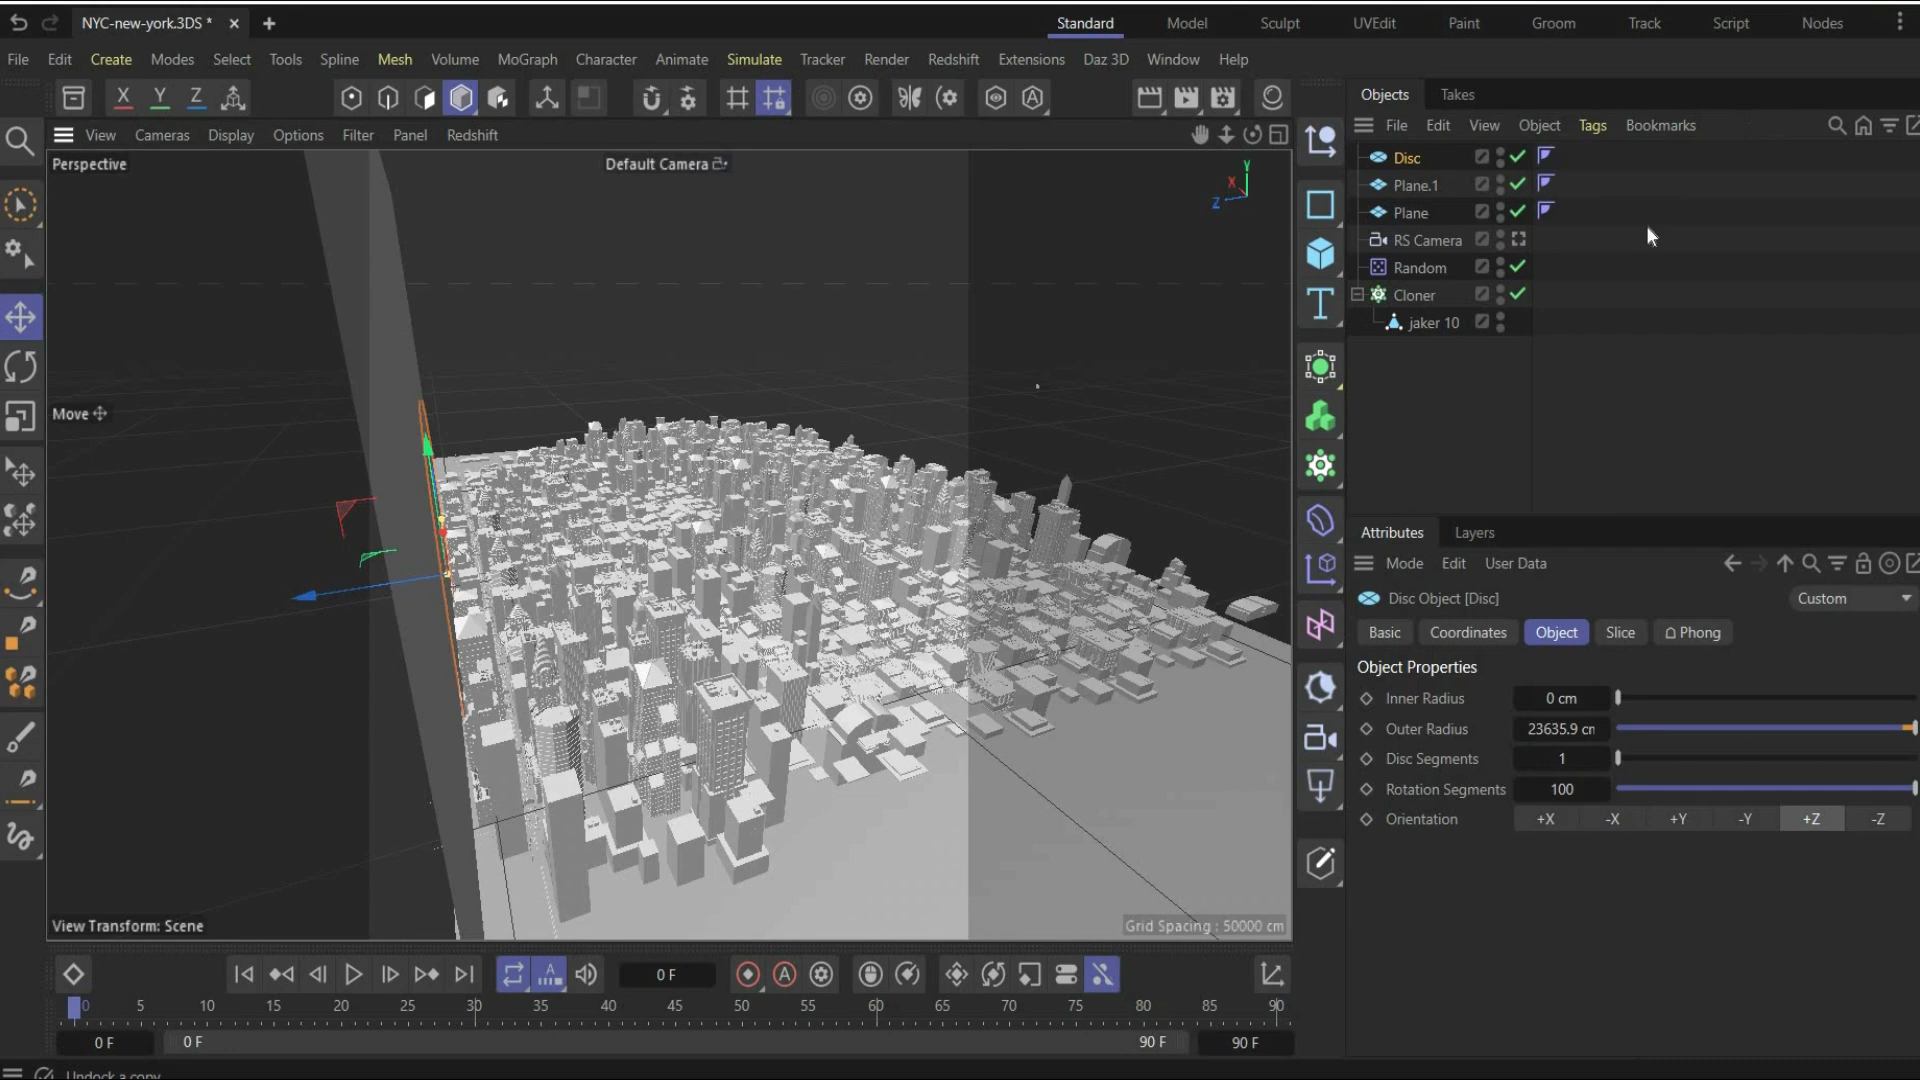 NYC-new-york.3DS *
Standard Model Sculpt UVEdit Paint Groom Track Script Nodes
File Edit Create Modes Select Tools Spline Mesh Volume MoGraph Character Animate Simulate Tracker Render Redshift Extensions Daz 3D Window Help
X Y Z
Objects Takes
View Cameras Display Options Filter Panel Redshift
File Edit View Object Tags Bookmarks
Perspective
Default Camera
Y
X
Z
Disc
Plane.1
Plane
RS Camera
Random
Cloner
jaker 10
Move
Attributes Layers
Mode Edit User Data
Disc Object [Disc]
Custom
Basic Coordinates Object Slice Phong
Object Properties
Inner Radius 0 cm
Outer Radius 23635.9 cn
Disc Segments 1
Rotation Segments 100
Orientation +X -X +Y -Y +Z -Z
View Transform: Scene
Grid Spacing : 50000 cm
0 F
0 5 10 15 20 25 30 35 40 45 50 55 60 65 70 75 80 85 90
0 F 0 F 90 F 90 F
Undock a copy